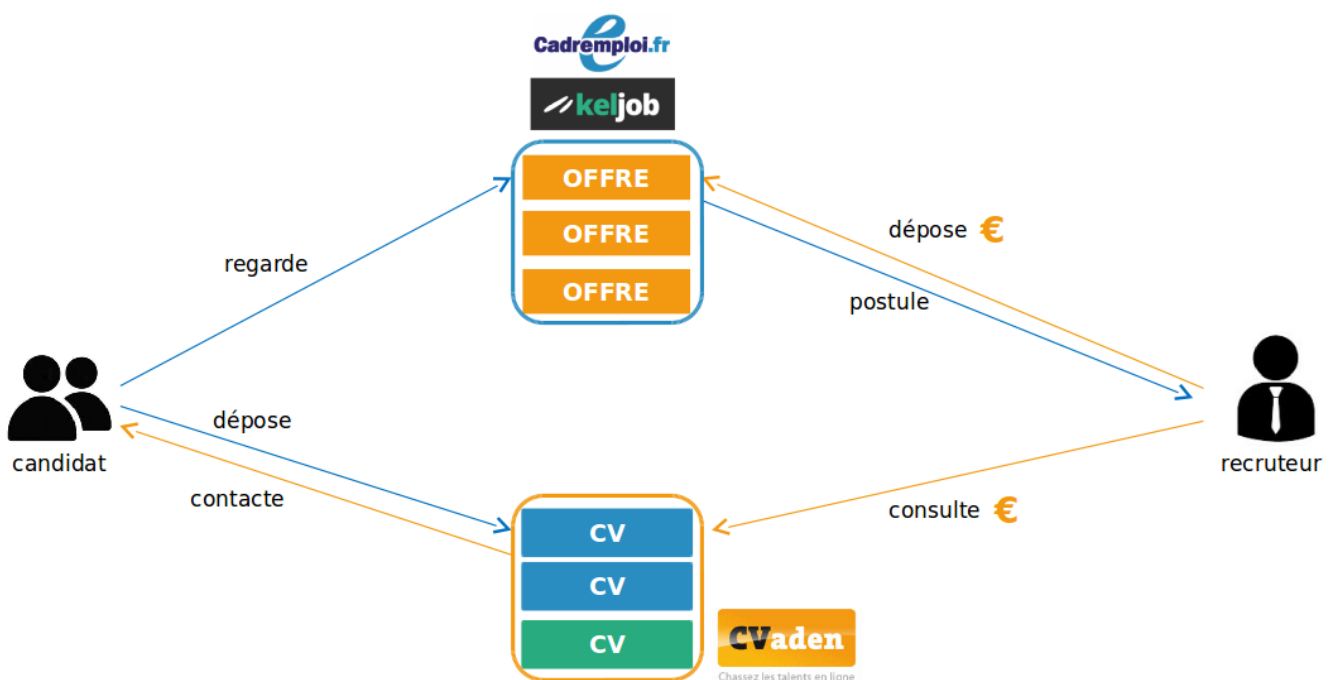 Cadremploi.fr
keljob
OFFRE
OFFRE
OFFRE
regarde
dépose €
postule
candidat
dépose
contacte
recruteur
consulte €
CV
CV
CV
CVaden
Chassez les talents en ligne